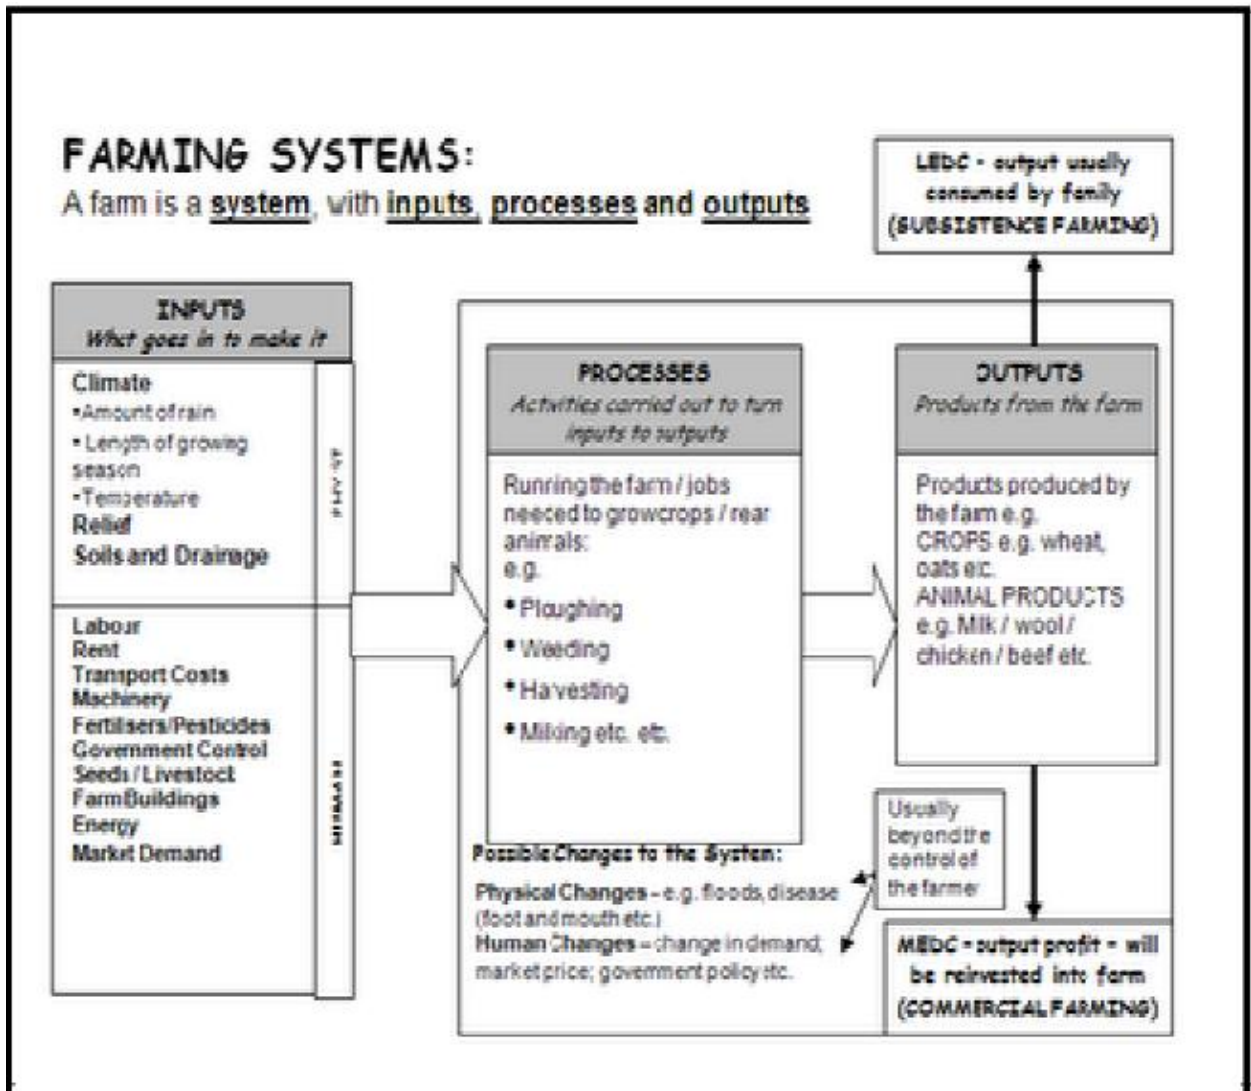 FARMING SYSTEMS:
A farm is a system, with inputs, processes and outputs
LEDC - output usually
consumed by family
(SUBSISTENCE FARMING)
INPUTS
What goes in to make it
Climate
•Amount of rain
• Length of growing
season
•Temperature
Relief
Soils and Drainage
Labour
Rent
Transport Costs
Machinery
Fertilisers/Pesticides
Government Control
Seeds / Livestock
Farm Buildings
Energy
Market Demand
PROCESSES
Activities carried out to turn
inputs to outputs
Running the farm / jobs
needed to grow crops / rear
animals:
e.g.
• Ploughing
• Weeding
• Harvesting
• Milking etc. etc.
OUTPUTS
Products from the farm
Products produced by
the farm e.g.
CROPS e.g. wheat,
oats etc.
ANIMAL PRODUCTS
e.g. Milk / wool /
chicken / beef etc.
Possible Changes to the System:
Physical Changes – e.g. floods, disease
(foot and mouth etc.)
Human Changes – change in demand;
market price; government policy etc.
Usually
beyond the
control of
the farmer
MEDC - output profit - will
be reinvested into farm
(COMMERCIAL FARMING)